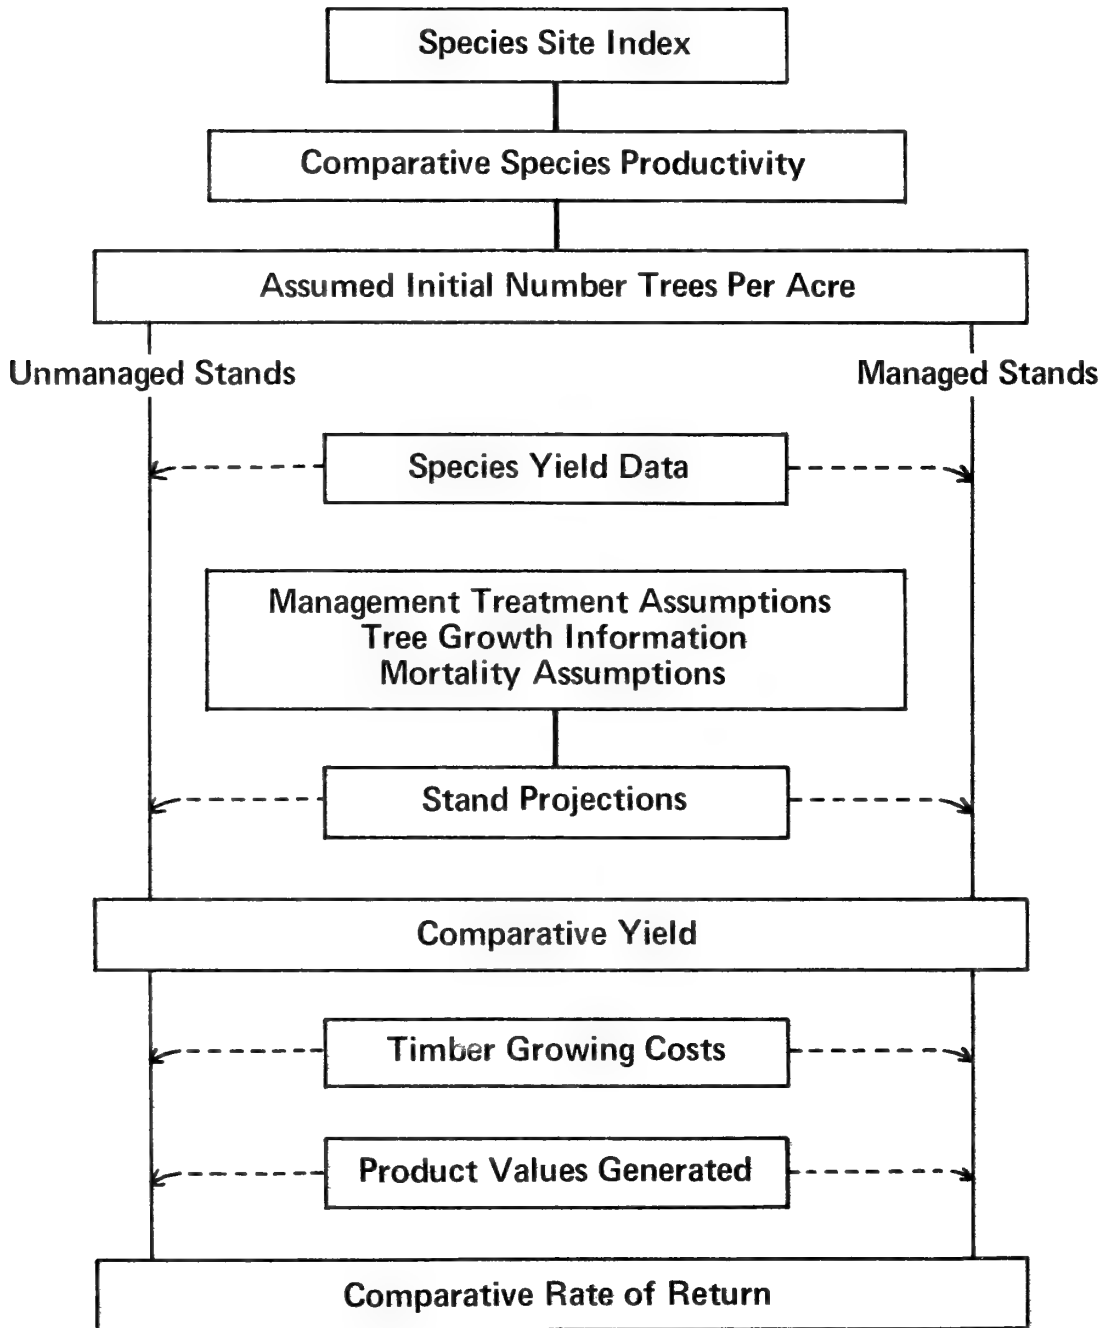 Species Site Index
Comparative Species Productivity
Assumed Initial Number Trees Per Acre
Unmanaged Stands
Managed Stands
Species Yield Data
Management Treatment Assumptions
Tree Growth Information
Mortality Assumptions
Stand Projections
Comparative Yield
Timber Growing Costs
Product Values Generated
Comparative Rate of Return